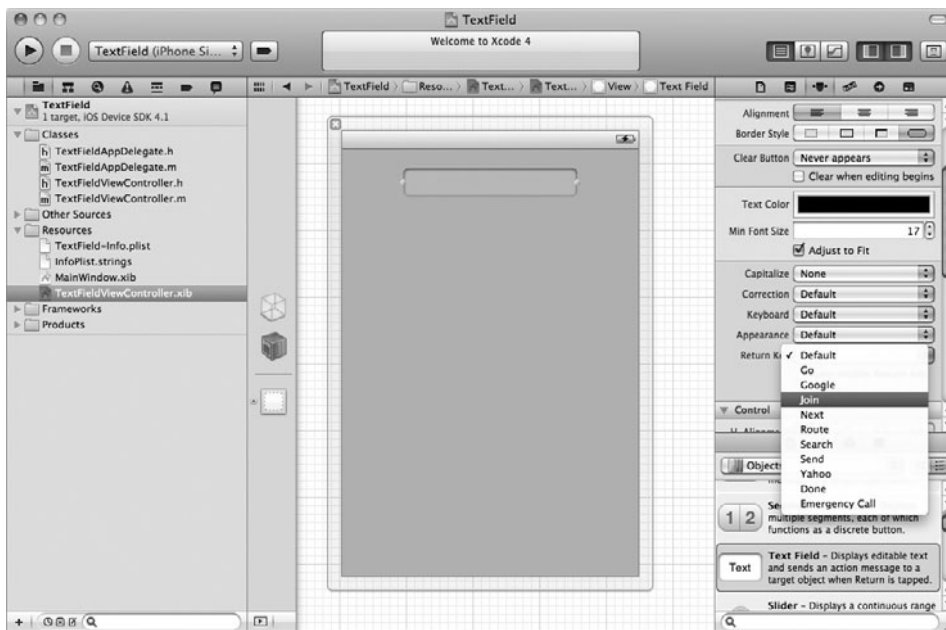 TextField
TextField (iPhone Si...
Welcome to Xcode 4
TextField
Reso...
Text...
Text...
View
Text Field
TextField
1 target, iOS Device SDK 4.1
Classes
TextFieldAppDelegate.h
TextFieldAppDelegate.m
TextFieldViewController.h
TextFieldViewController.m
Other Sources
Resources
TextField-Info.plist
InfoPlist.strings
MainWindow.xib
TextFieldViewController.xib
Frameworks
Products
Alignment
Border Style
Clear Button Never appears
Clear when editing begins
Text Color
Min Font Size 17
Adjust to Fit
Capitalize None
Correction Default
Keyboard Default
Appearance Default
Return K
✓ Default
Go
Google
Join
Next
Route
Search
Send
Yahoo
Done
Emergency Call
Control
Object
1 2
Se
multiple segments, each of which
functions as a discrete button.
Text
Text Field – Displays editable text
and sends an action message to a
target object when Return is tapped.
Slider – Displays a continuous range